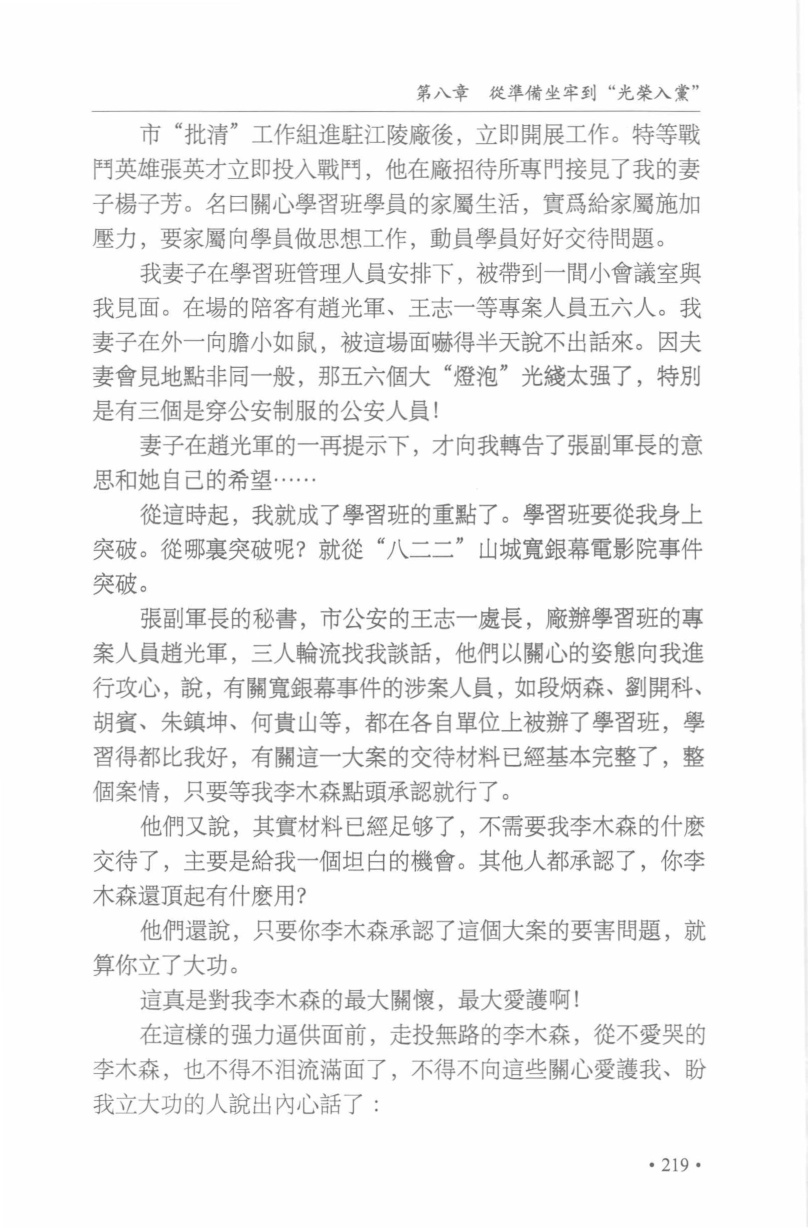 第八章 從準備坐牢到“光榮入黨”
市“批清”工作組進駐江陵廠後，立即開展工作。特等戰
鬥英雄張英才立即投入戰鬥，他在廠招待所專門接見了我的妻
子楊子芳。名曰關心學習班學員的家屬生活，實爲給家屬施加
壓力，要家屬向學員做思想工作，動員學員好好交待問題。
我妻子在學習班管理人員安排下，被帶到一間小會議室與
我見面。在場的陪客有趙光軍、王志一等專案人員五六人。我
妻子在外一向膽小如鼠，被這場面嚇得半天說不出話來。因夫
妻會見地點非同一般，那五六個大“燈泡”光綫太强了，特別
是有三個是穿公安制服的公安人員！
妻子在趙光軍的一再提示下，才向我轉告了張副軍長的意
思和她自己的希望……
從這時起，我就成了學習班的重點了。學習班要從我身上
突破。從哪裏突破呢？就從“八二二”山城寬銀幕電影院事件
突破。
張副軍長的秘書，市公安的王志一處長，廠辦學習班的專
案人員趙光軍，三人輪流找我談話，他們以關心的姿態向我進
行攻心，說，有關寬銀幕事件的涉案人員，如段炳森、劉開科、
胡賓、朱鎮坤、何貴山等，都在各自單位上被辦了學習班，學
習得都比我好，有關這一大案的交待材料已經基本完整了，整
個案情，只要等我李木森點頭承認就行了。
他們又說，其實材料已經足够了，不需要我李木森的什麽
交待了，主要是給我一個坦白的機會。其他人都承認了，你李
木森還頂起有什麽用？
他們還說，只要你李木森承認了這個大案的要害問題，就
算你立了大功。
這真是對我李木森的最大關懷，最大愛護啊！
在這樣的强力逼供面前，走投無路的李木森，從不愛哭的
李木森，也不得不泪流滿面了，不得不向這些關心愛護我、盼
我立大功的人說出內心話了：
·219·